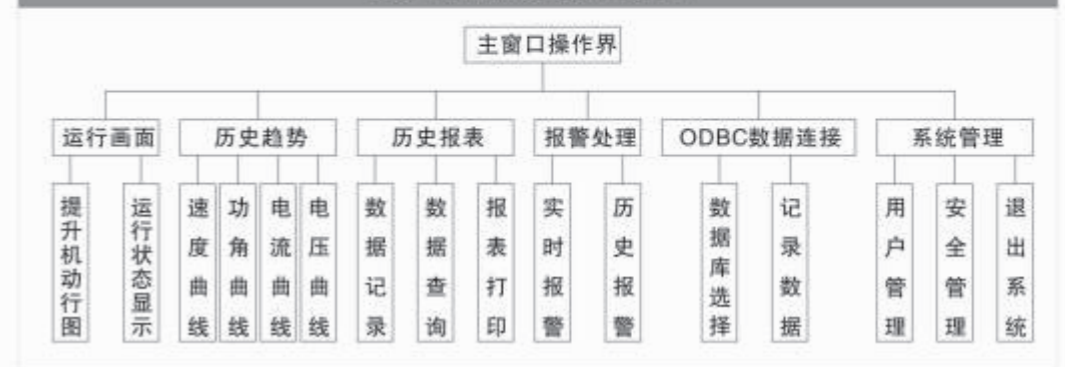 主窗口操作界
运行画面
历史趋势
历史报表
报警处理
ODBC数据连接
系统管理
提升机动行图
运行状态显示
速度曲线
功角曲线
电流曲线
电压曲线
数据记录
数据查询
报表打印
实时报警
历史报警
数据库选择
记录数据
用户管理
安全管理
退出系统